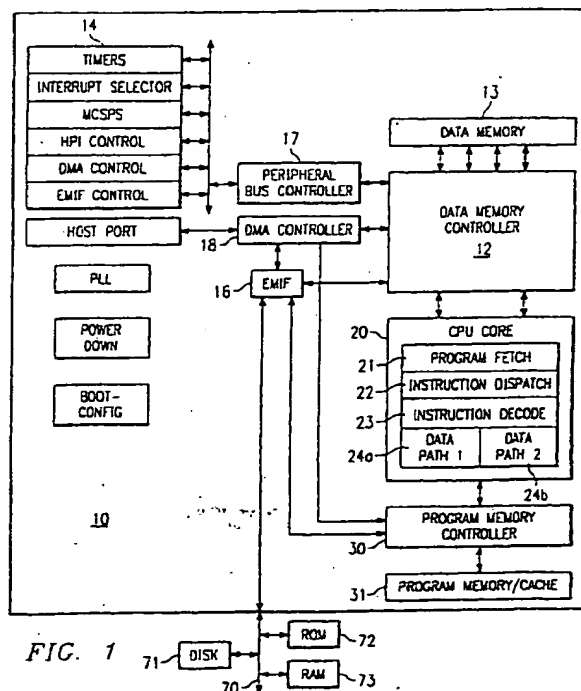 14
TIMERS
INTERRUPT SELECTOR
MCSPS
HPI CONTROL
DMA CONTROL
EMIF CONTROL
HOST PORT
PLL
POWER
DOWN
BOOT-
CONFIG
10
17
PERIPHERAL
BUS CONTROLLER
DMA CONTROLLER
18
16
EMIF
13
DATA MEMORY
DATA MEMORY
CONTROLLER
12
20
CPU CORE
21
PROGRAM FETCH
22
INSTRUCTION DISPATCH
23
INSTRUCTION DECODE
24a
DATA
PATH 1
DATA
PATH 2
24b
PROGRAM MEMORY
CONTROLLER
30
31
PROGRAM MEMORY/CACHE
FIG. 1
71
DISK
ROM
72
RAM
73
70